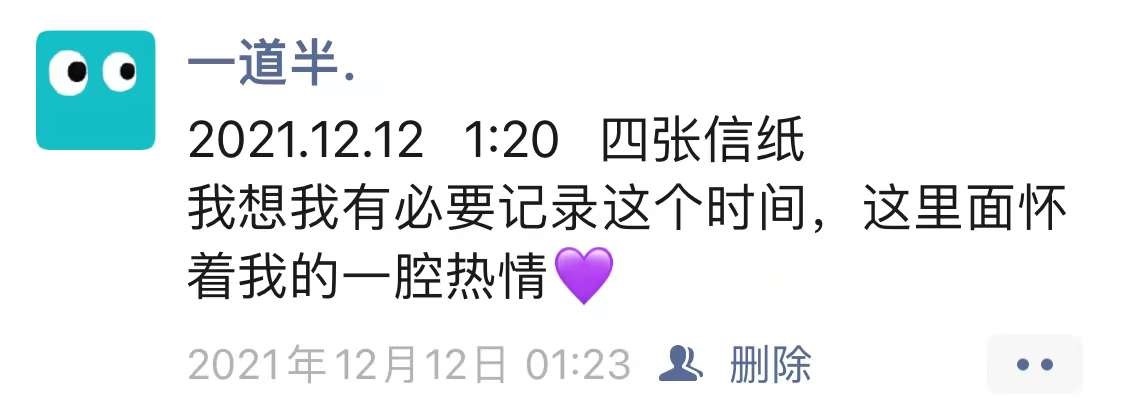 一道半.
2021.12.12 1:20 四张信纸
我想我有必要记录这个时间，这里面怀
着我的一腔热情💜
2021年12月12日 01:23 删除